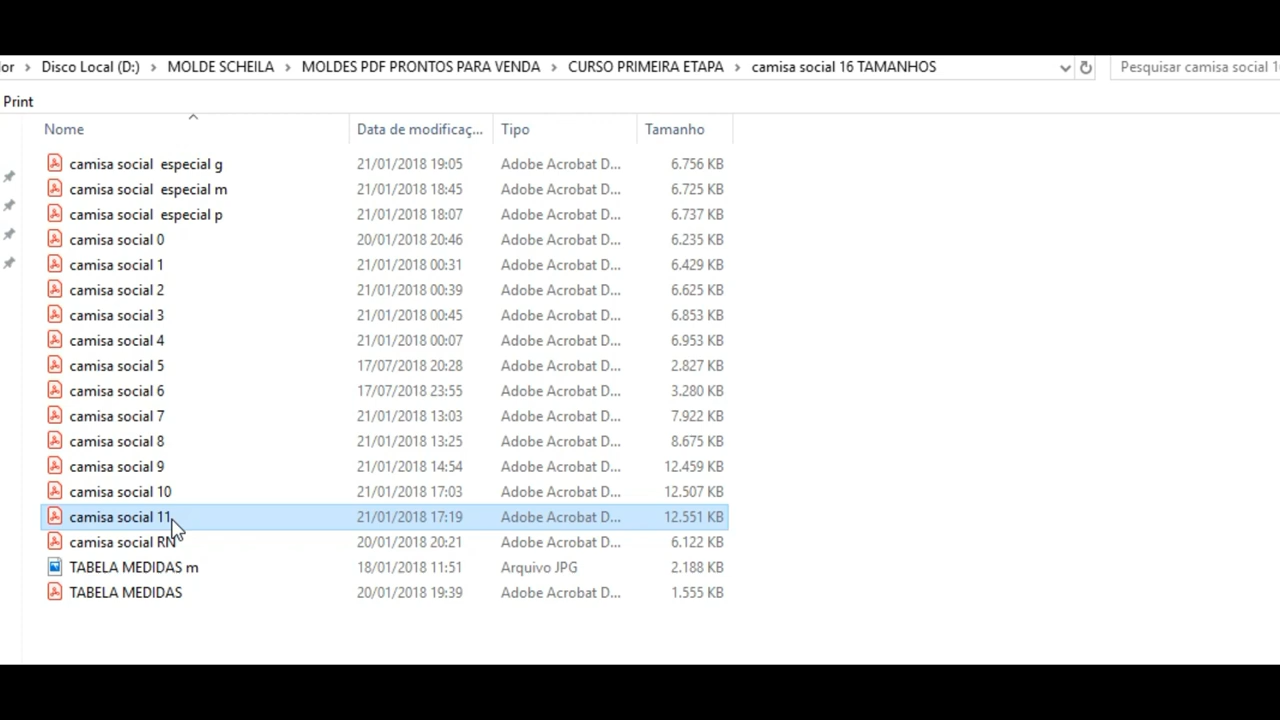 lor > Disco Local (D:) > MOLDE SCHEILA > MOLDES PDF PRONTOS PARA VENDA > CURSO PRIMEIRA ETAPA > camisa social 16 TAMANHOS Pesquisar camisa social 1
Print
Nome Data de modificaç... Tipo Tamanho
camisa social  especial g 21/01/2018 19:05 Adobe Acrobat D... 6.756 KB
camisa social  especial m 21/01/2018 18:45 Adobe Acrobat D... 6.725 KB
camisa social  especial p 21/01/2018 18:07 Adobe Acrobat D... 6.737 KB
camisa social 0 20/01/2018 20:46 Adobe Acrobat D... 6.235 KB
camisa social 1 21/01/2018 00:31 Adobe Acrobat D... 6.429 KB
camisa social 2 21/01/2018 00:39 Adobe Acrobat D... 6.625 KB
camisa social 3 21/01/2018 00:45 Adobe Acrobat D... 6.853 KB
camisa social 4 21/01/2018 00:07 Adobe Acrobat D... 6.953 KB
camisa social 5 17/07/2018 20:28 Adobe Acrobat D... 2.827 KB
camisa social 6 17/07/2018 23:55 Adobe Acrobat D... 3.280 KB
camisa social 7 21/01/2018 13:03 Adobe Acrobat D... 7.922 KB
camisa social 8 21/01/2018 13:25 Adobe Acrobat D... 8.675 KB
camisa social 9 21/01/2018 14:54 Adobe Acrobat D... 12.459 KB
camisa social 10 21/01/2018 17:03 Adobe Acrobat D... 12.507 KB
camisa social 11 21/01/2018 17:19 Adobe Acrobat D... 12.551 KB
camisa social RN 20/01/2018 20:21 Adobe Acrobat D... 6.122 KB
TABELA MEDIDAS m 18/01/2018 11:51 Arquivo JPG 2.188 KB
TABELA MEDIDAS 20/01/2018 19:39 Adobe Acrobat D... 1.555 KB